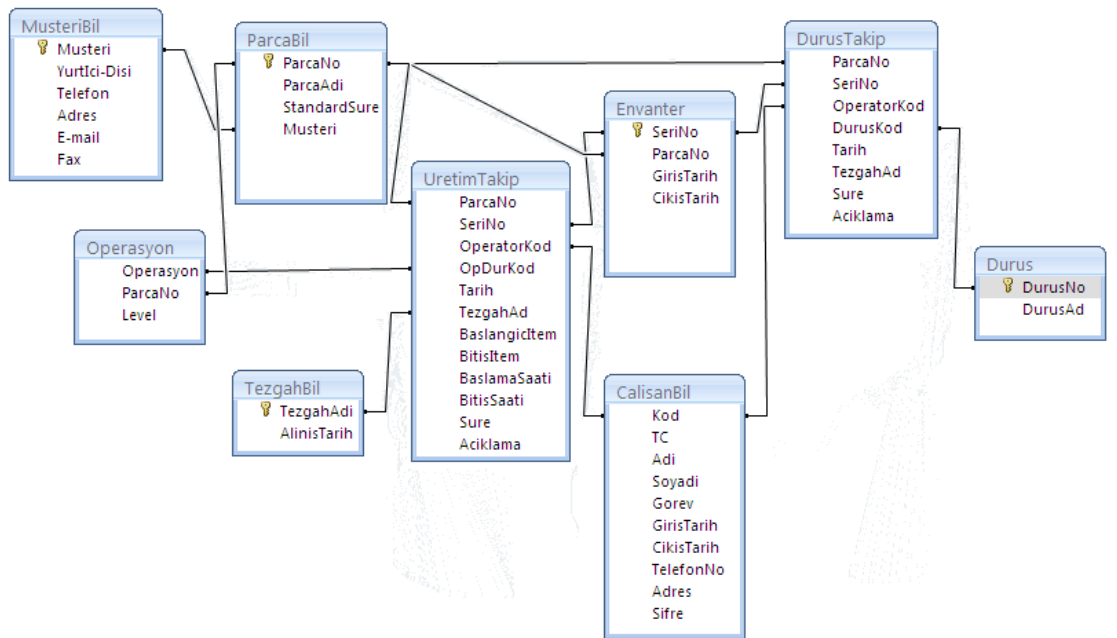 MusteriBil
Musteri
YurtIci-Disi
Telefon
Adres
E-mail
Fax
ParcaBil
ParcaNo
ParcaAdi
StandardSure
Musteri
DurusTakip
ParcaNo
SeriNo
OperatorKod
DurusKod
Tarih
TezgahAd
Sure
Aciklama
Envanter
SeriNo
ParcaNo
GirisTarih
CikisTarih
UretimTakip
ParcaNo
SeriNo
OperatorKod
OpDurKod
Tarih
TezgahAd
BaslangicItem
BitisItem
BaslamaSaati
BitisSaati
Sure
Aciklama
Operasyon
Operasyon
ParcaNo
Level
Durus
DurusNo
DurusAd
TezgahBil
TezgahAdi
AlinisTarih
CalisanBil
Kod
TC
Adi
Soyadi
Gorev
GirisTarih
CikisTarih
TelefonNo
Adres
Sifre